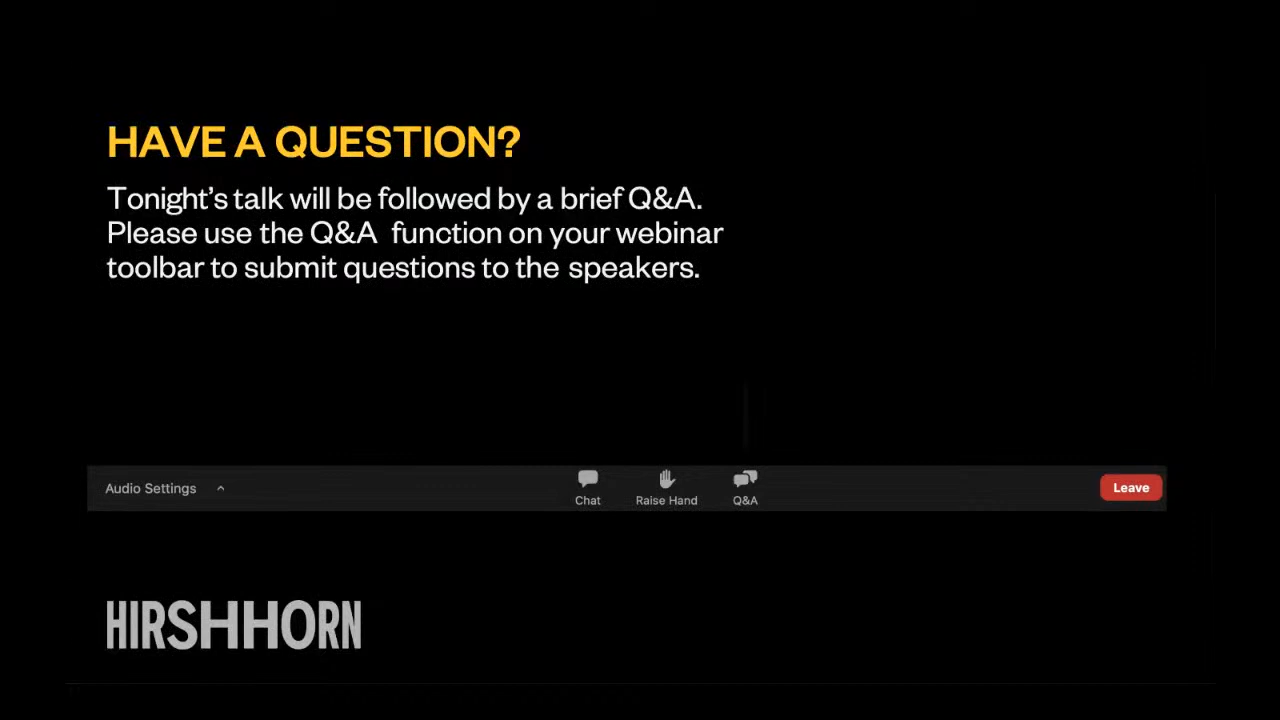 HAVE A QUESTION?
Tonight's talk will be followed by a brief Q&A.
Please use the Q&A function on your webinar
toolbar to submit questions to the speakers.
Audio Settings
Chat
Raise Hand
Q&A
Leave
HIRSHHORN